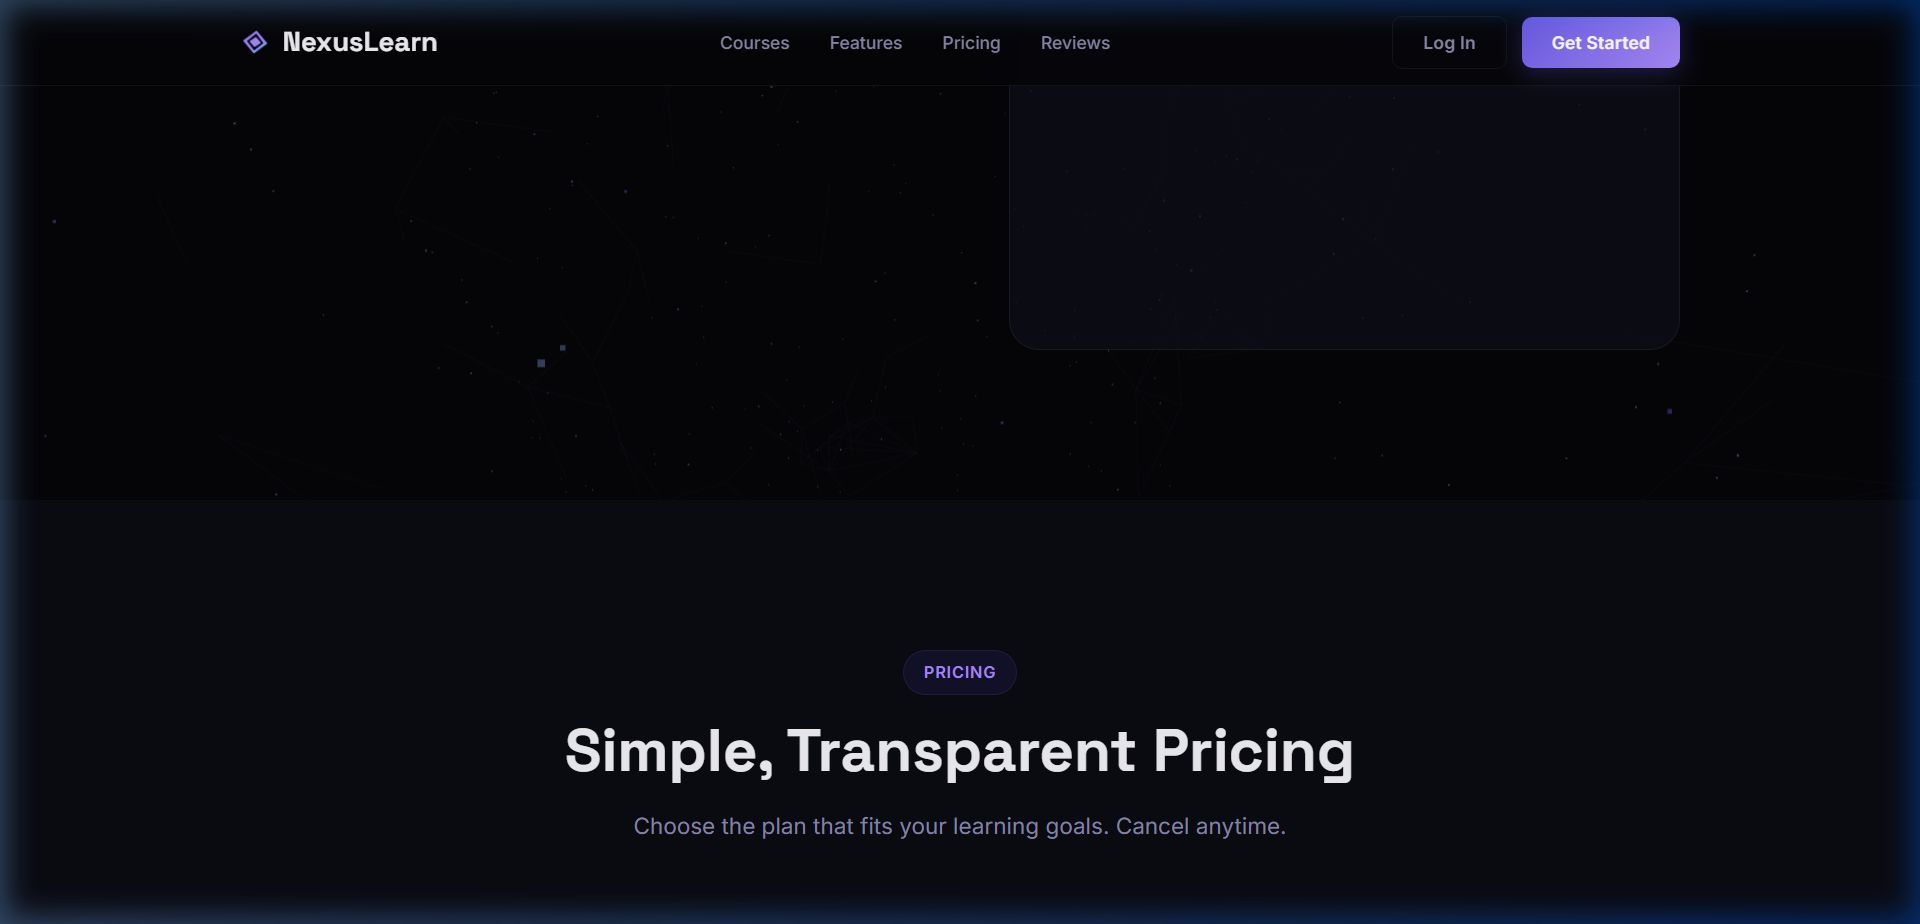 NexusLearn
Courses
Features
Pricing
Reviews
Log In
Get Started
PRICING
Simple, Transparent Pricing
Choose the plan that fits your learning goals. Cancel anytime.